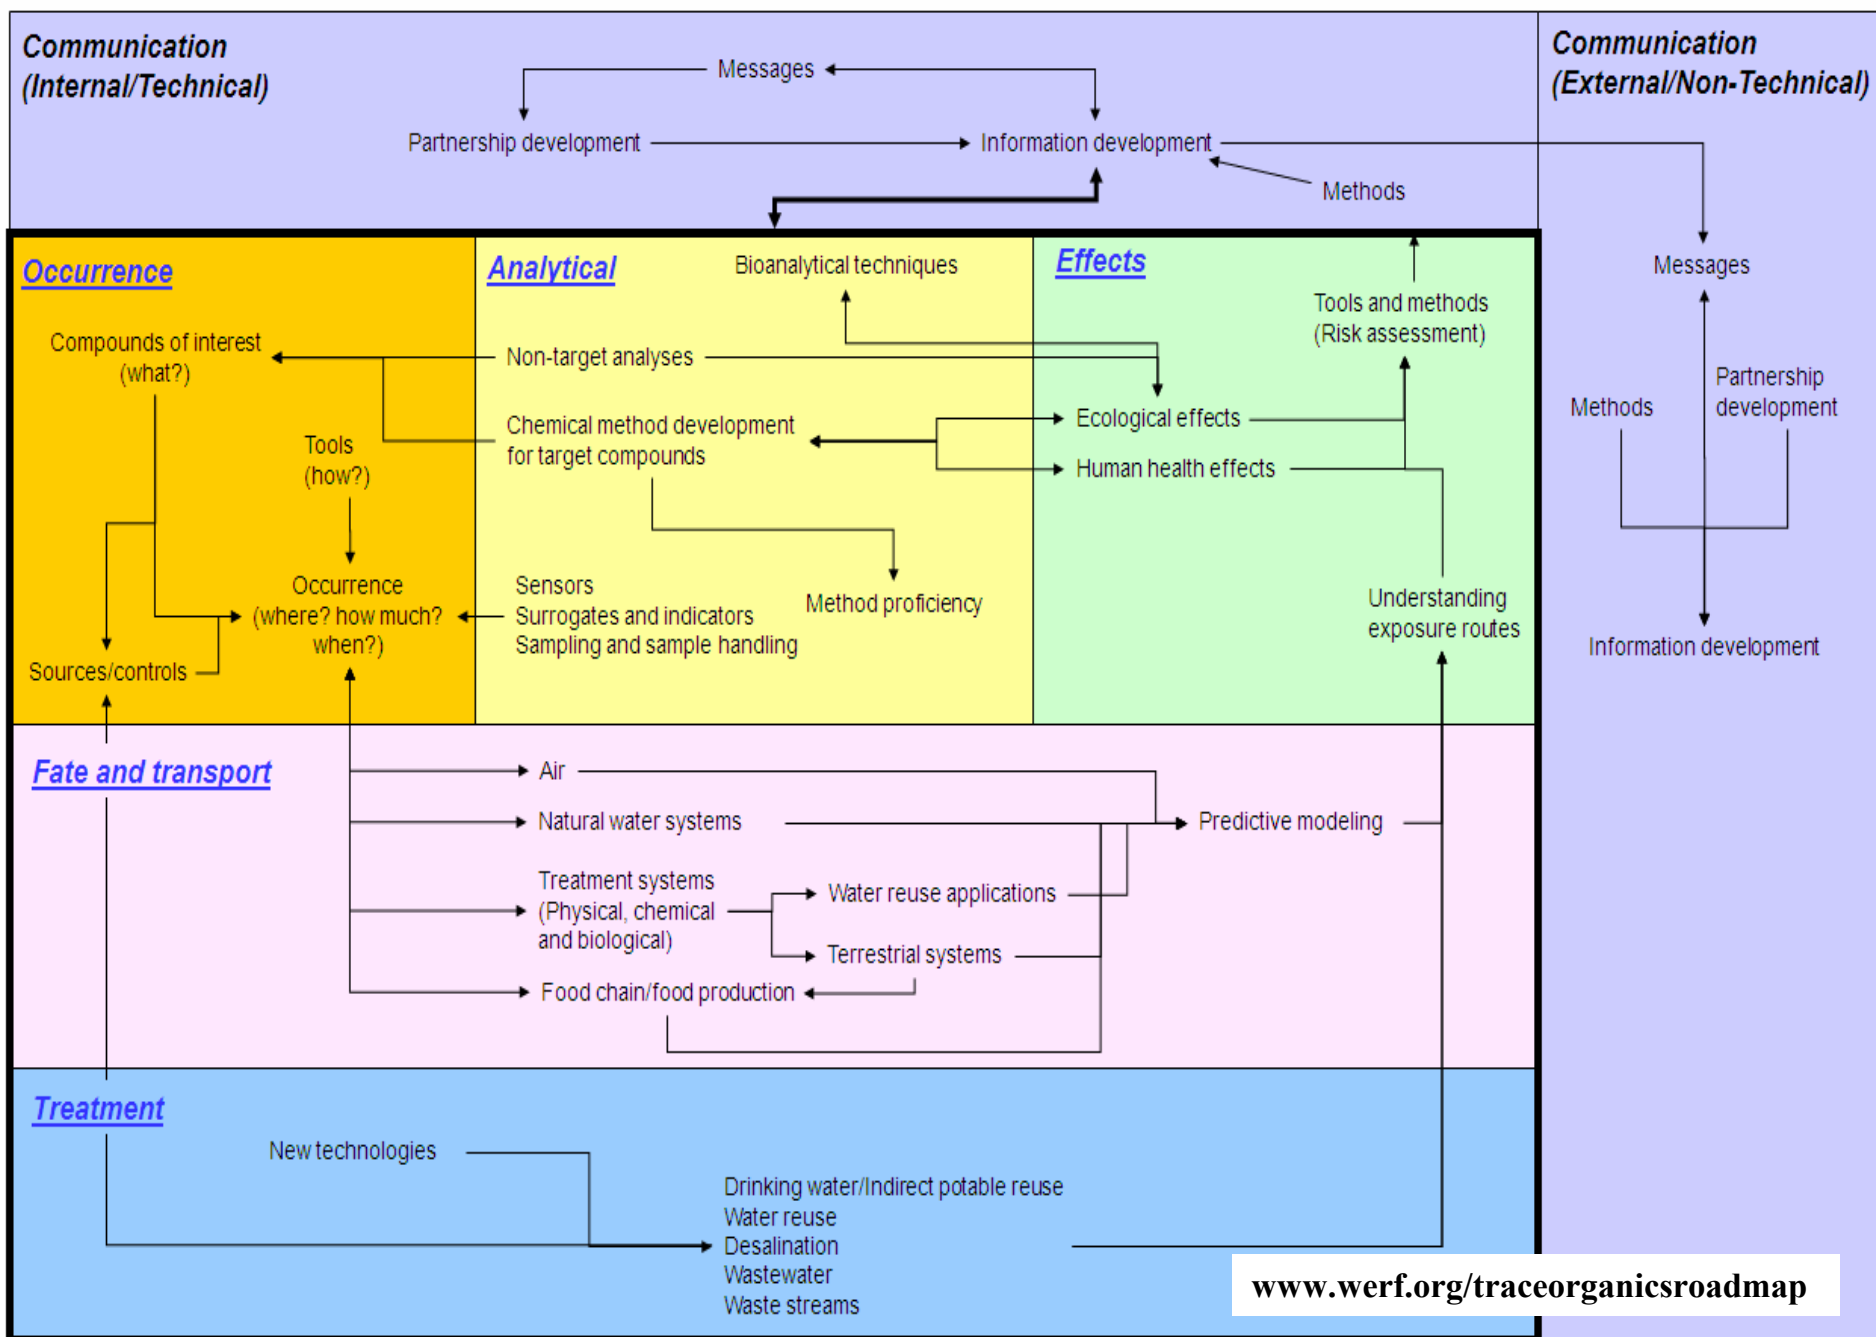 Communication
(Internal/Technical)
Messages
Partnership development
Information development
Methods
Communication
(External/Non-Technical)
Messages
Methods
Partnership
development
Information development
Occurrence
Compounds of interest
(what?)
Tools
(how?)
Occurrence
(where? how much?
when?)
Sources/controls
Analytical
Bioanalytical techniques
Non-target analyses
Chemical method development
for target compounds
Sensors
Surrogates and indicators
Sampling and sample handling
Method proficiency
Effects
Tools and methods
(Risk assessment)
Ecological effects
Human health effects
Understanding
exposure routes
Fate and transport
Air
Natural water systems
Predictive modeling
Treatment systems
(Physical, chemical
and biological)
Water reuse applications
Terrestrial systems
Food chain/food production
Treatment
New technologies
Drinking water/Indirect potable reuse
Water reuse
Desalination
Wastewater
Waste streams
www.werf.org/traceorganicsroadmap